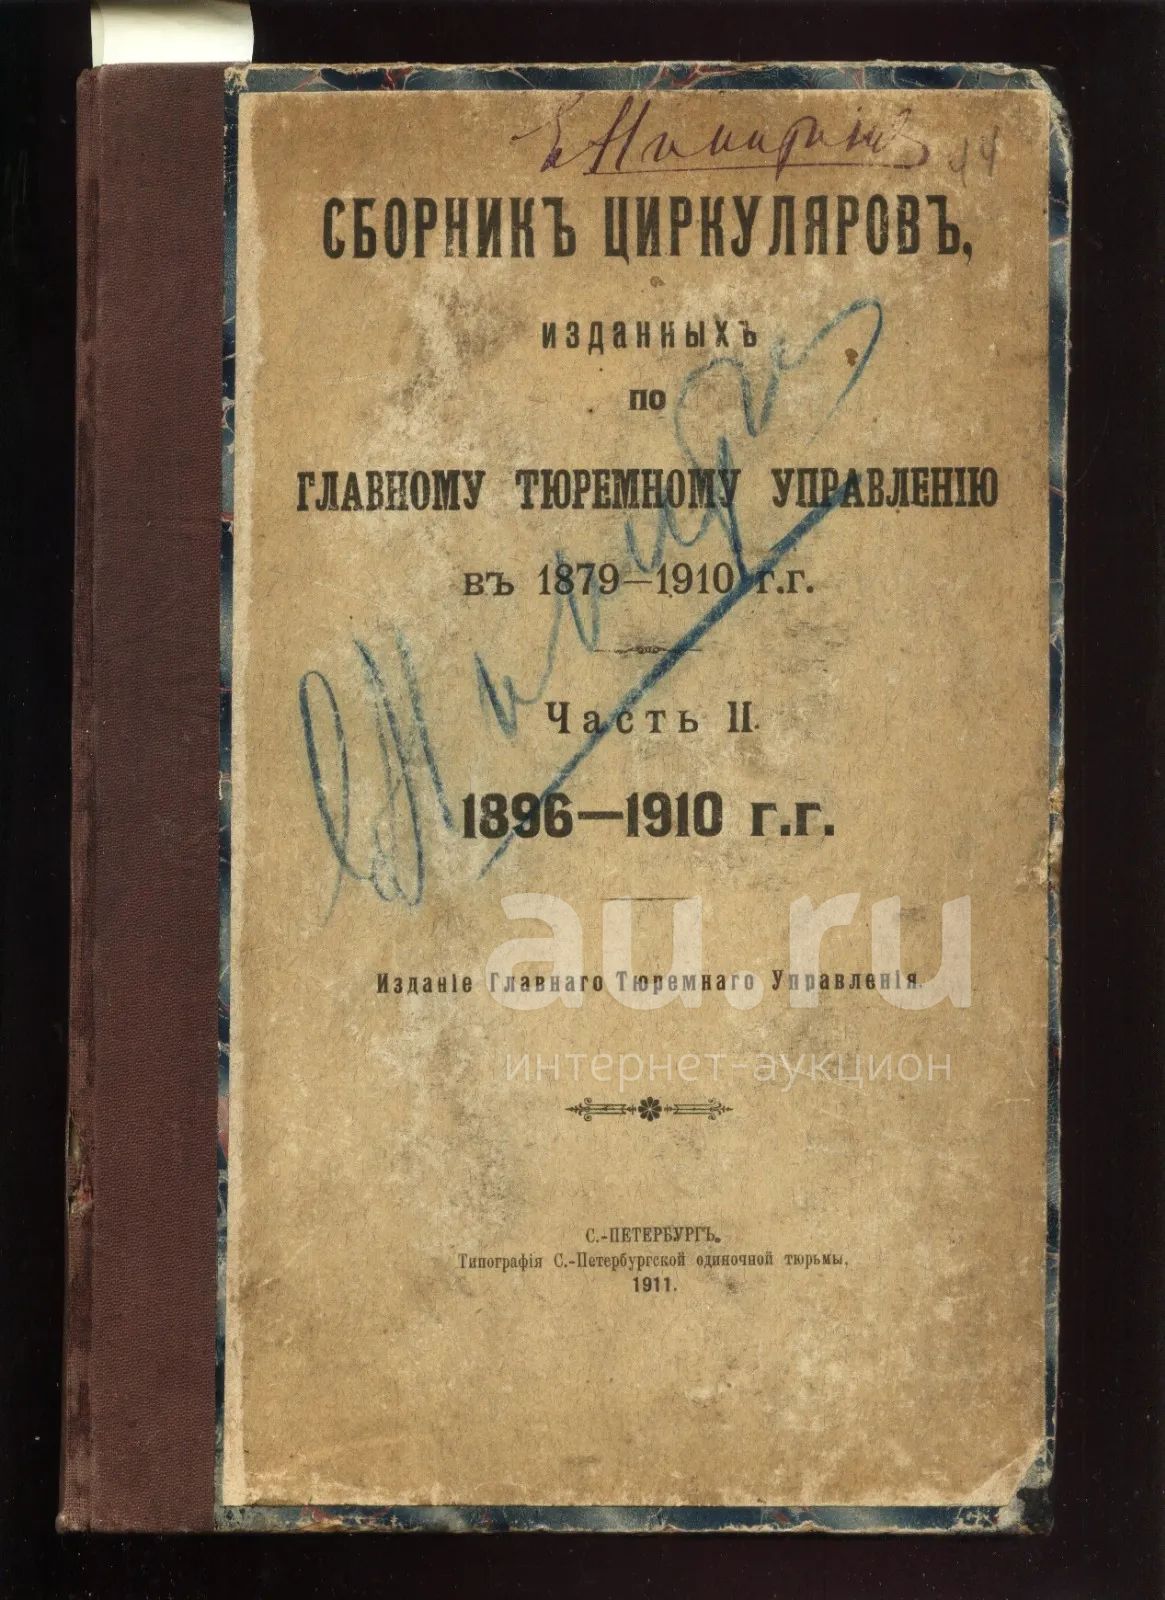 СБОРНИКЪ ЦИРКУЛЯРОВЪ,
ИЗДАННЫХЪ
ПО
ГЛАВНОМУ ТЮРЕМНОМУ УПРАВЛЕНІЮ
въ 1879—1910 г.г.
Часть II.
1896—1910 г.г.
au.ru
Изданіе Главнаго Тюремнаго Управленія.
интернет-аукцион
С.-ПЕТЕРБУРГЪ.
Типографія С.-Петербургской одиночной тюрьмы.
1911.